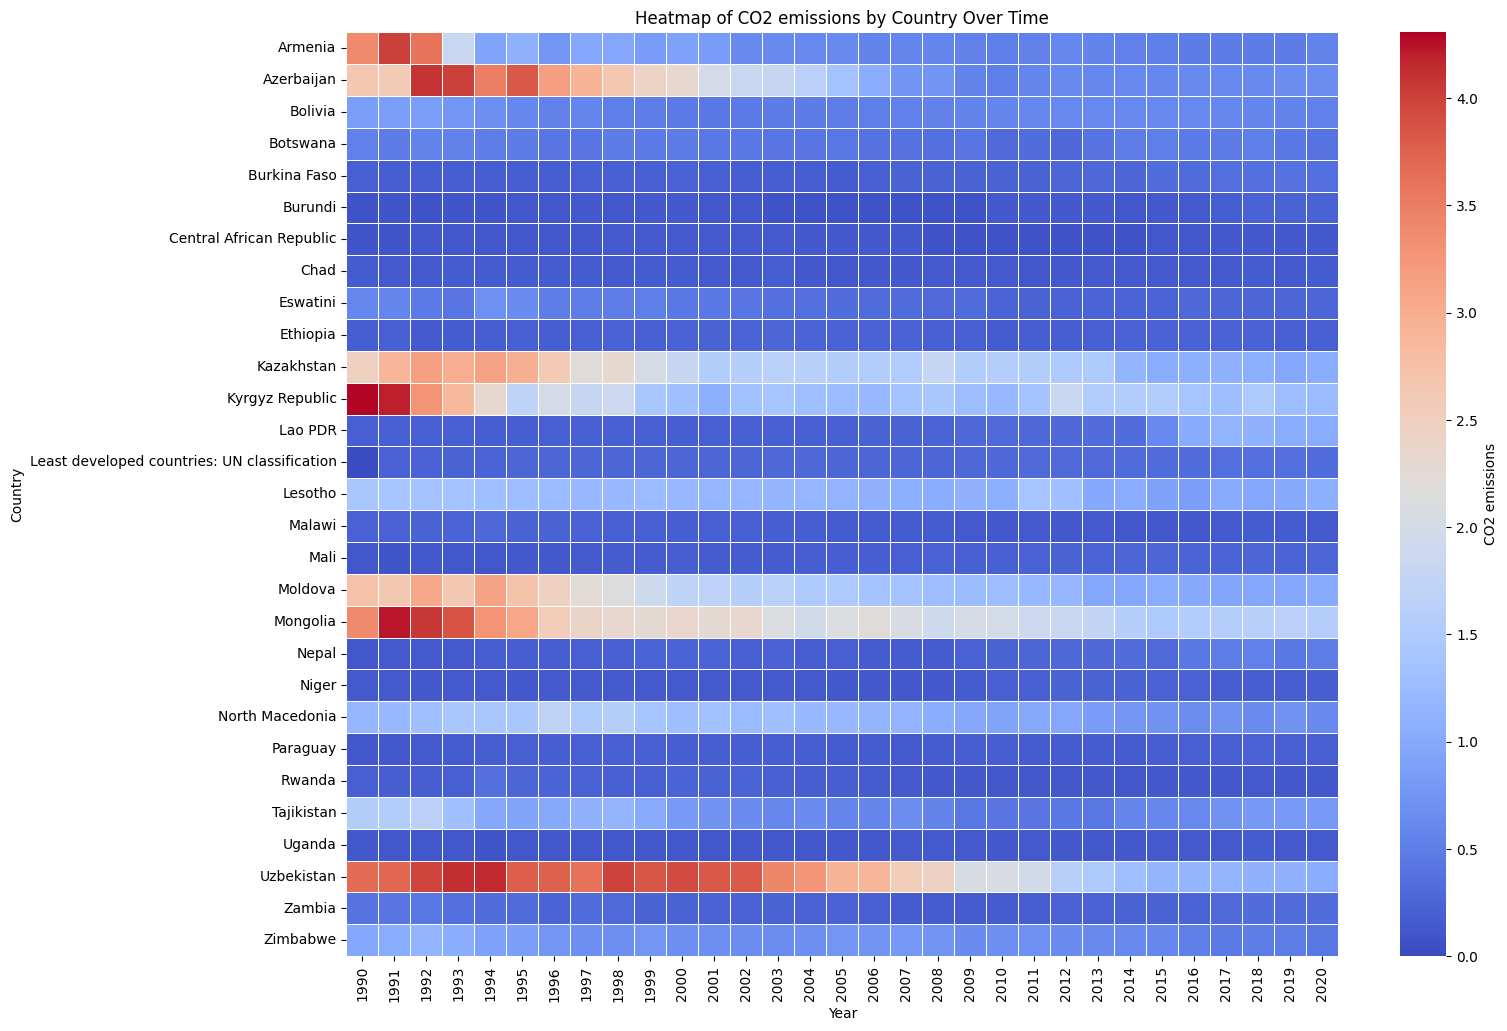 Heatmap of CO2 emissions by Country Over Time
Country
Armenia
Azerbaijan
Bolivia
Botswana
Burkina Faso
Burundi
Central African Republic
Chad
Eswatini
Ethiopia
Kazakhstan
Kyrgyz Republic
Lao PDR
Least developed countries: UN classification
Lesotho
Malawi
Mali
Moldova
Mongolia
Nepal
Niger
North Macedonia
Paraguay
Rwanda
Tajikistan
Uganda
Uzbekistan
Zambia
Zimbabwe
1990
1991
1992
1993
1994
1995
1996
1997
1998
1999
2000
2001
2002
2003
2004
2005
2006
2007
2008
2009
2010
2011
2012
2013
2014
2015
2016
2017
2018
2019
2020
Year
4.0
3.5
3.0
2.5
2.0
1.5
1.0
0.5
0.0
CO2 emissions